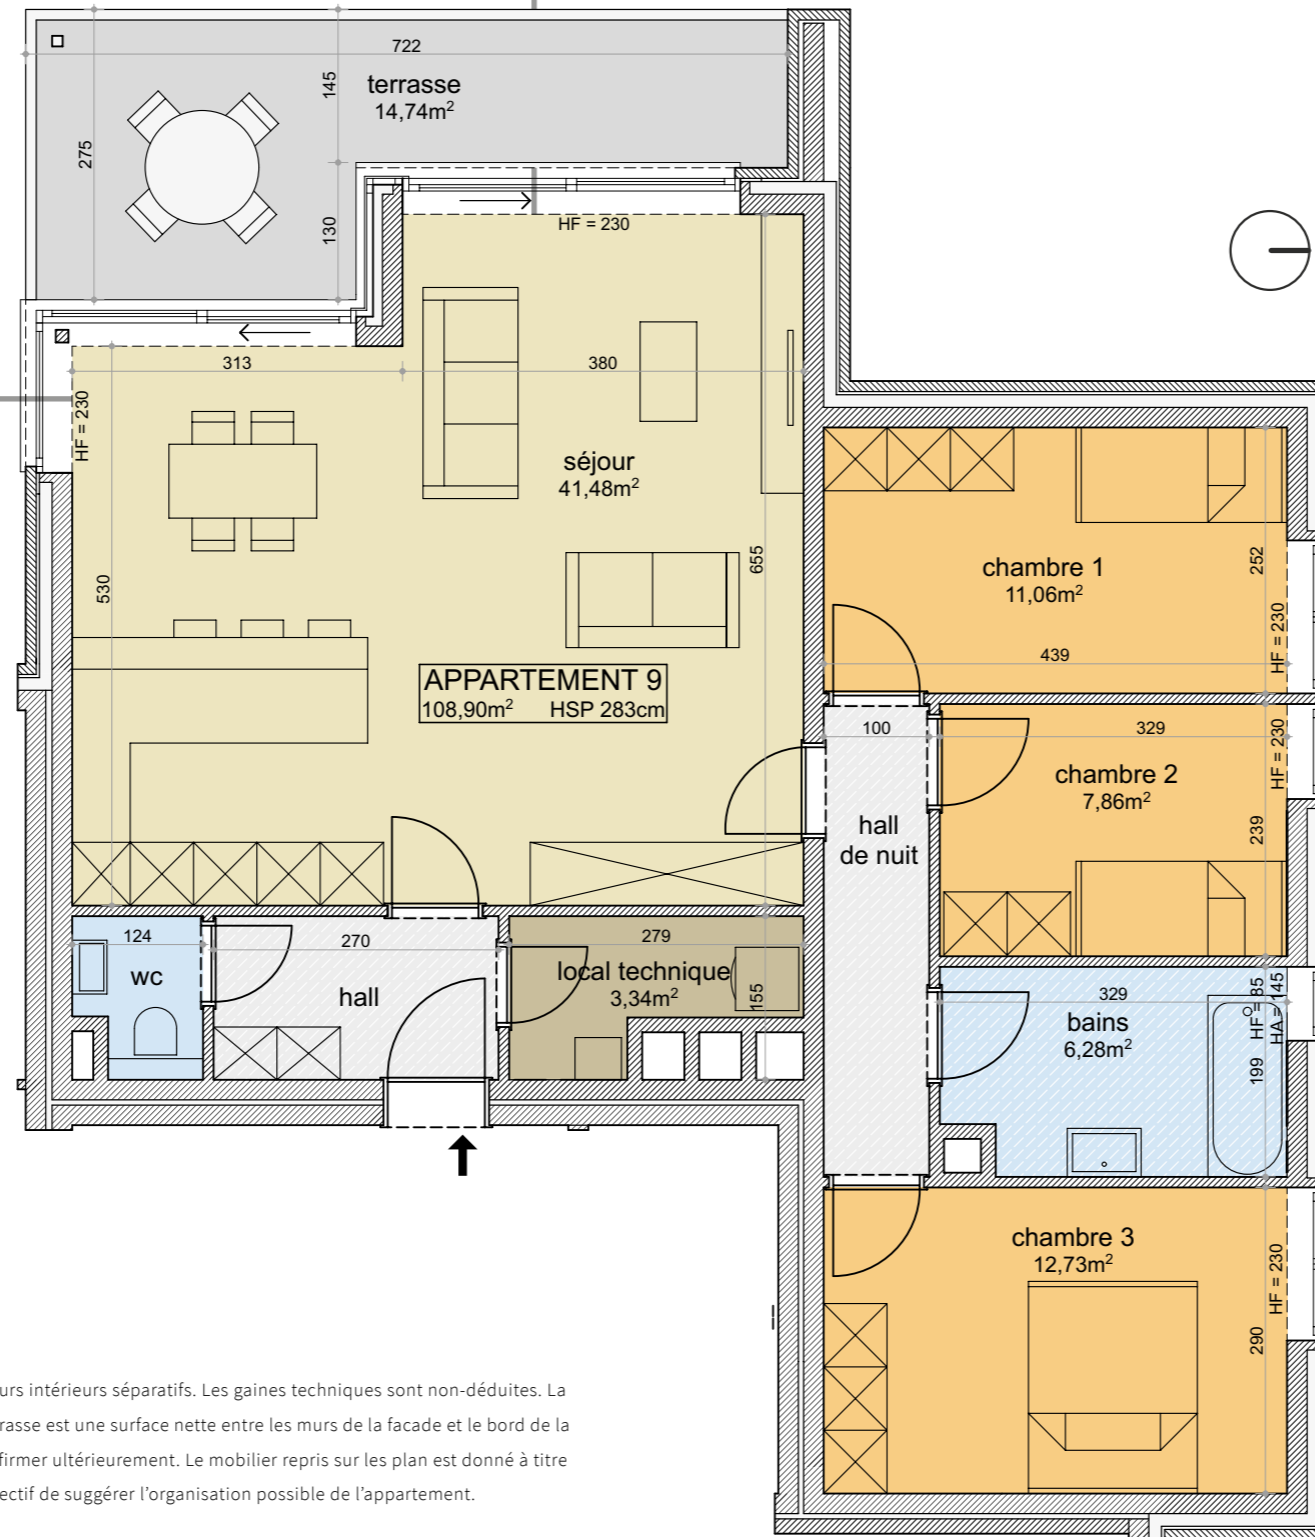 722
145
terrasse
14,74m²
275
130
HF = 230
313
380
HF = 230
séjour
41,48m²
530
655
chambre 1
11,06m²
252
HF = 230
439
APPARTEMENT 9
108,90m² HSP 283cm
100
329
HF = 230
chambre 2
7,86m²
hall
de nuit
239
124
270
279
wc
hall
local technique
3,34m²
155
329
bains
6,28m²
HF = 85
HA = 145
199
chambre 3
12,73m²
HF = 230
290
urs intérieurs séparatifs. Les gaines techniques sont non-déduites. La
rasse est une surface nette entre les murs de la facade et le bord de la
firmer ultérieurement. Le mobilier repris sur les plan est donné à titre
ectif de suggérer l'organisation possible de l'appartement.